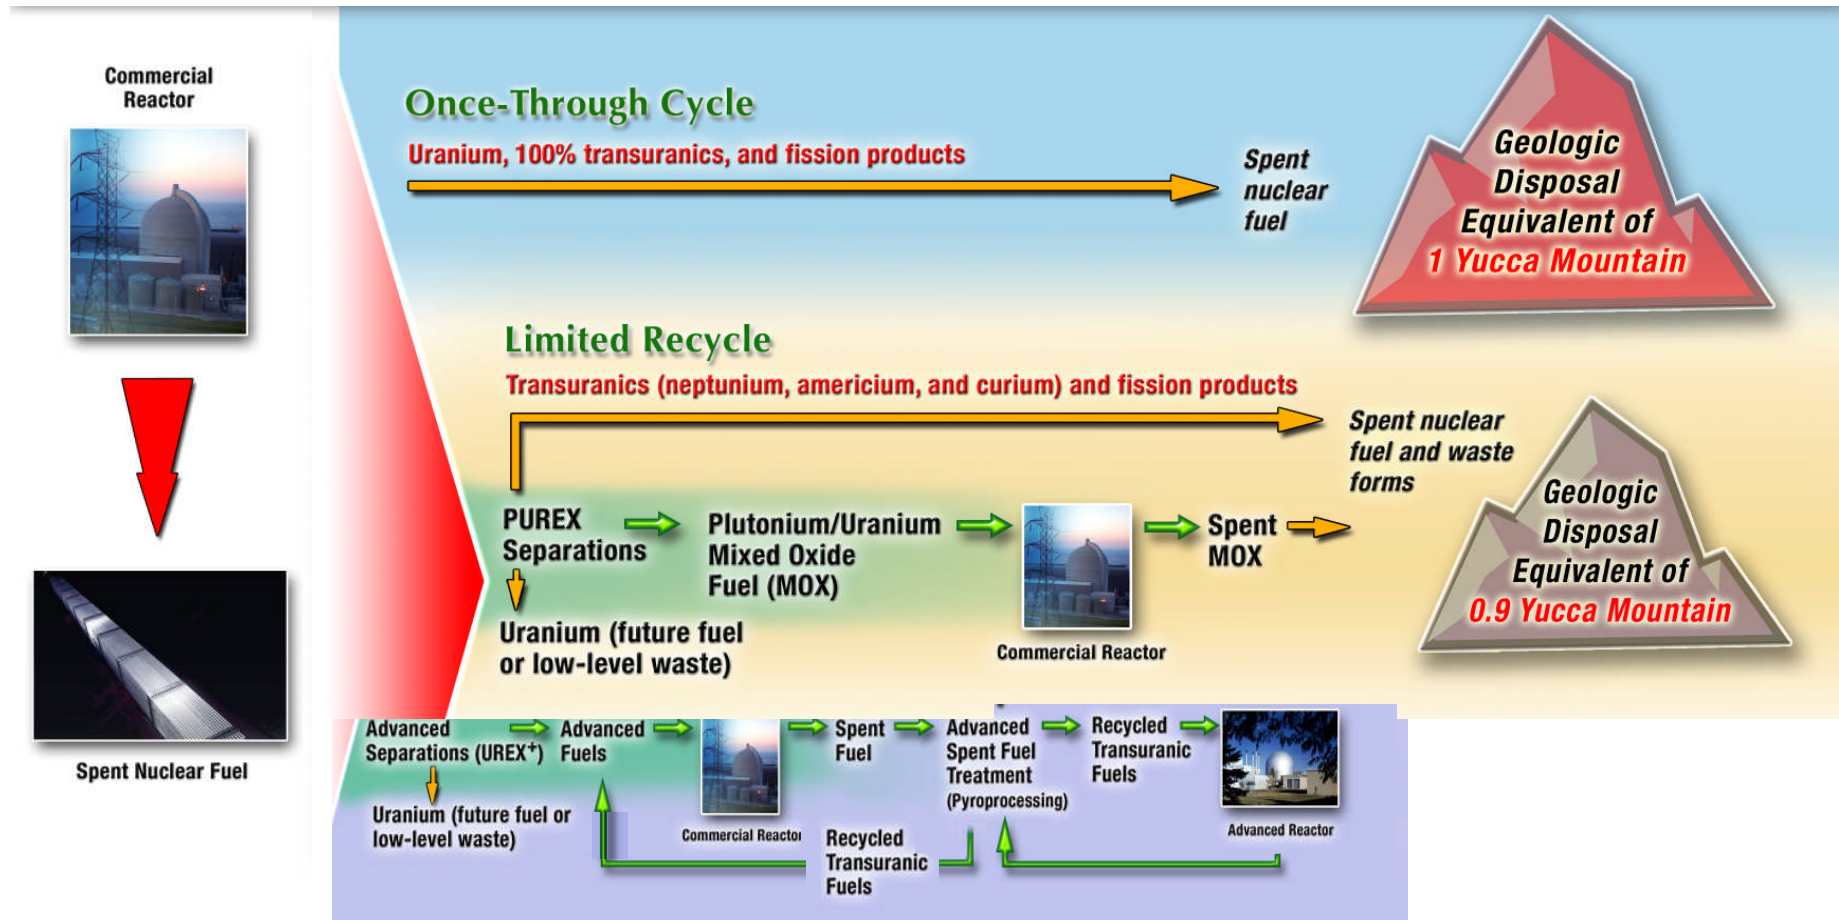 Commercial
Reactor
Spent Nuclear Fuel
Once-Through Cycle
Uranium, 100% transuranics, and fission products
Spent
nuclear
fuel
Geologic
Disposal
Equivalent of
1 Yucca Mountain
Limited Recycle
Transuranics (neptunium, americium, and curium) and fission products
Spent nuclear
fuel and waste
forms
PUREX
Separations
Plutonium/Uranium
Mixed Oxide
Fuel (MOX)
Commercial Reactor
Spent
MOX
Uranium (future fuel
or low-level waste)
Geologic
Disposal
Equivalent of
0.9 Yucca Mountain
Advanced
Separations (UREX+)
Advanced
Fuels
Commercial Reactor
Spent
Fuel
Advanced
Spent Fuel
Treatment
(Pyroprocessing)
Recycled
Transuranic
Fuels
Advanced Reactor
Uranium (future fuel or
low-level waste)
Recycled
Transuranic
Fuels